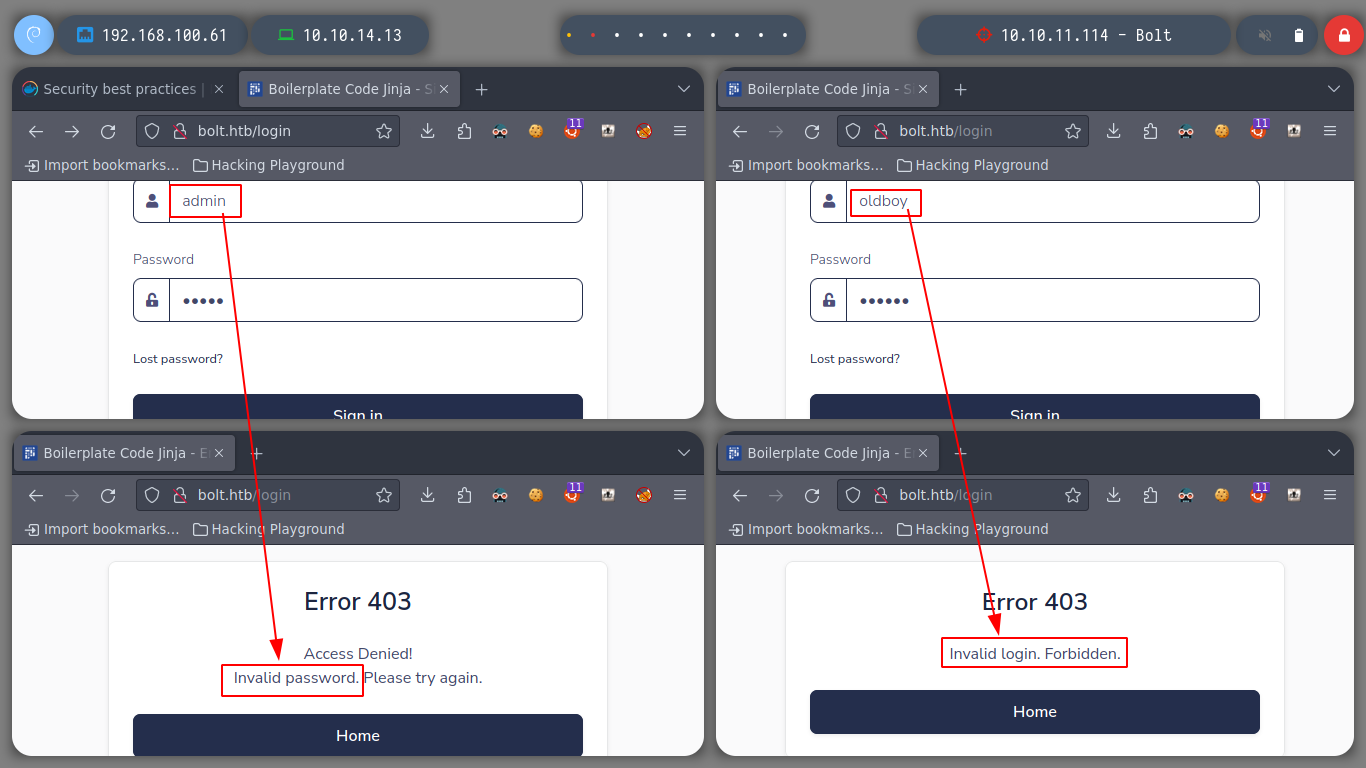 192.168.100.61
10.10.14.13
10.10.11.114 - Bolt
Security best practices |
Boilerplate Code Jinja - S
bolt.htb/login
11
Import bookmarks...
Hacking Playground
admin
Password
•••••
Lost password?
Sign in
Boilerplate Code Jinja - S
bolt.htb/login
11
Import bookmarks...
Hacking Playground
oldboy
Password
••••••
Lost password?
Sign in
Boilerplate Code Jinja - E
bolt.htb/login
11
Import bookmarks...
Hacking Playground
Error 403
Access Denied!
Invalid password. Please try again.
Home
Boilerplate Code Jinja - E
bolt.htb/login
11
Import bookmarks...
Hacking Playground
Error 403
Invalid login. Forbidden.
Home